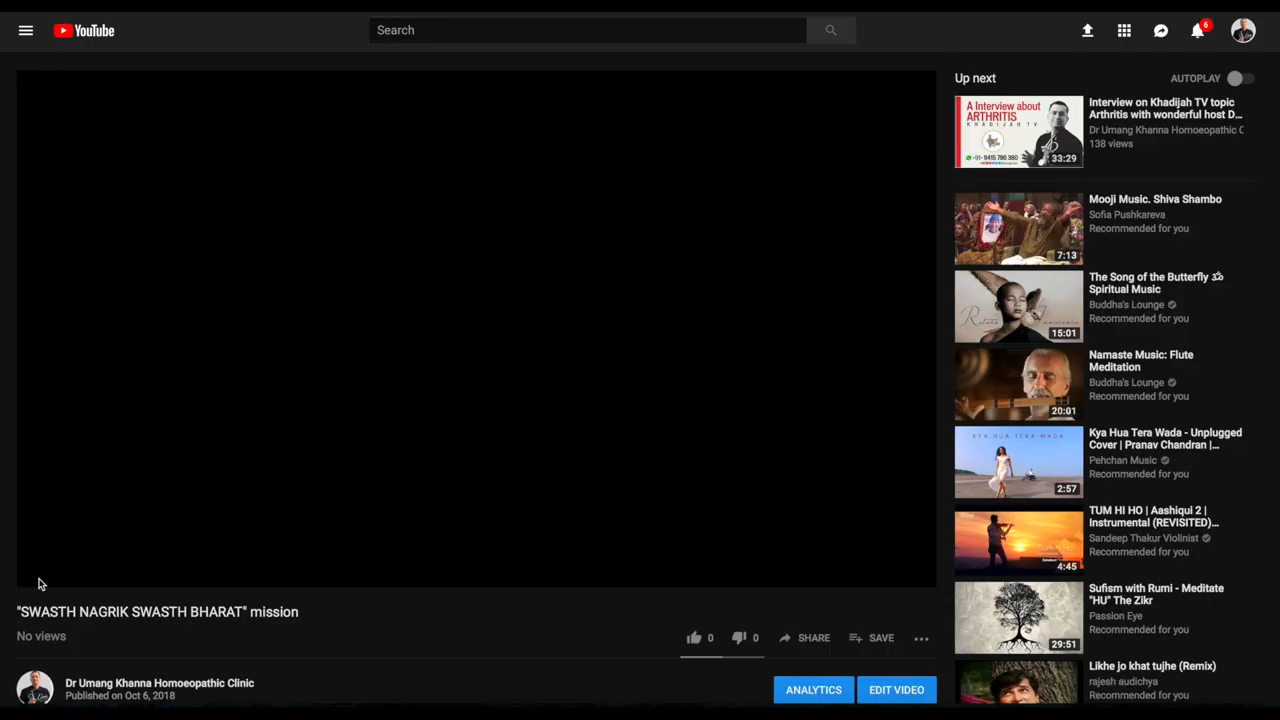 YouTube
Search
6
Up next
AUTOPLAY
A Interview about
ARTHRITIS
KHADIJAH TV
+91- 9415 786 380
33:29
Interview on Khadijah TV topic
Arthritis with wonderful host D...
Dr Umang Khanna Homoeopathic C
138 views
7:13
Mooji Music. Shiva Shambo
Sofia Pushkareva
Recommended for you
15:01
The Song of the Butterfly ॐ
Spiritual Music
Buddha's Lounge
Recommended for you
20:01
Namaste Music: Flute
Meditation
Buddha's Lounge
Recommended for you
KYA HUA TERA WADA
2:57
Kya Hua Tera Wada - Unplugged
Cover | Pranav Chandran |...
Pehchan Music
Recommended for you
4:45
TUM HI HO | Aashiqui 2 |
Instrumental (REVISITED)...
Sandeep Thakur Violinist
Recommended for you
29:51
Sufism with Rumi - Meditate
"HU" The Zikr
Passion Eye
Recommended for you
Likhe jo khat tujhe (Remix)
rajesh audichya
Recommended for you
"SWASTH NAGRIK SWASTH BHARAT" mission
No views
0
0
SHARE
SAVE
Dr Umang Khanna Homoeopathic Clinic
Published on Oct 6, 2018
ANALYTICS
EDIT VIDEO